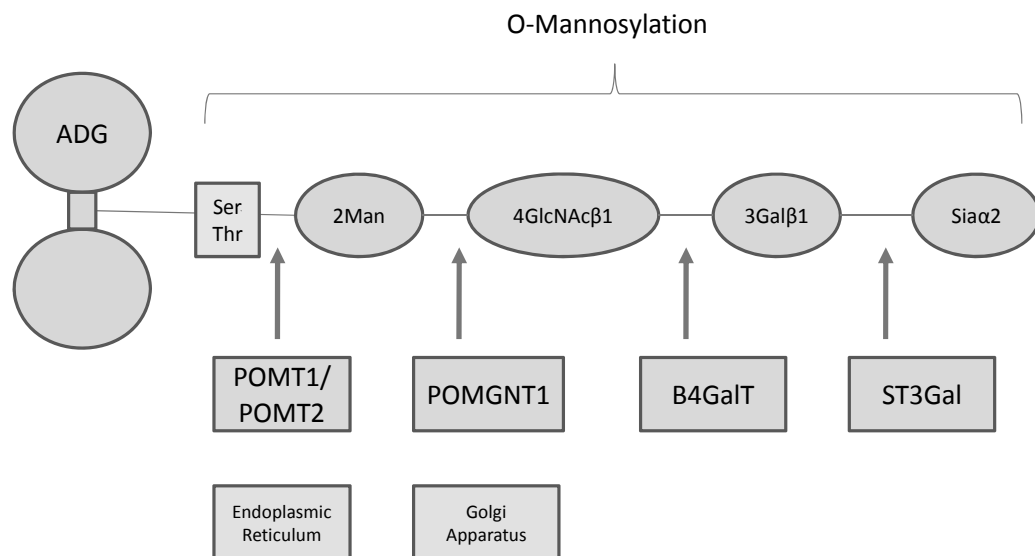 O-Mannosylation
ADG
Ser
Thr
2Man
4GlcNAcβ1
3Galβ1
Siaα2
POMT1/
POMT2
POMGNT1
B4GalT
ST3Gal
Endoplasmic
Reticulum
Golgi
Apparatus